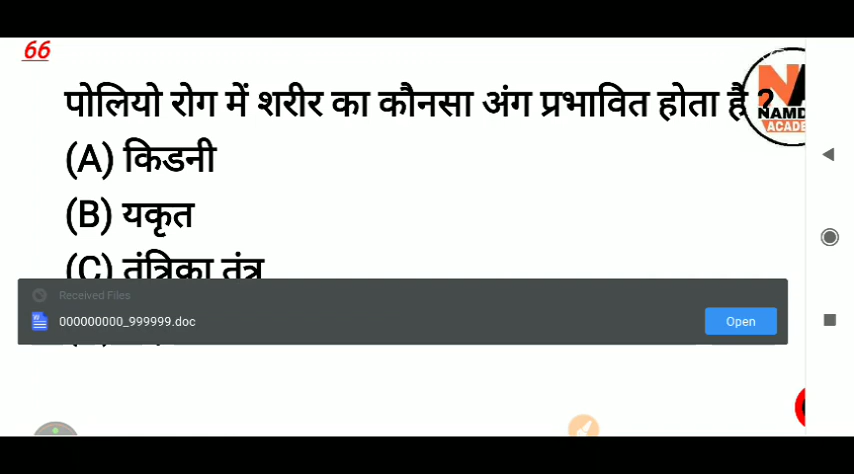 66
पोलियो रोग में शरीर का कौनसा अंग प्रभावित होता है ?
(A) किडनी
(B) यकृत
(C) तंत्रिका तंत्र
Received Files
000000000_999999.doc
Open